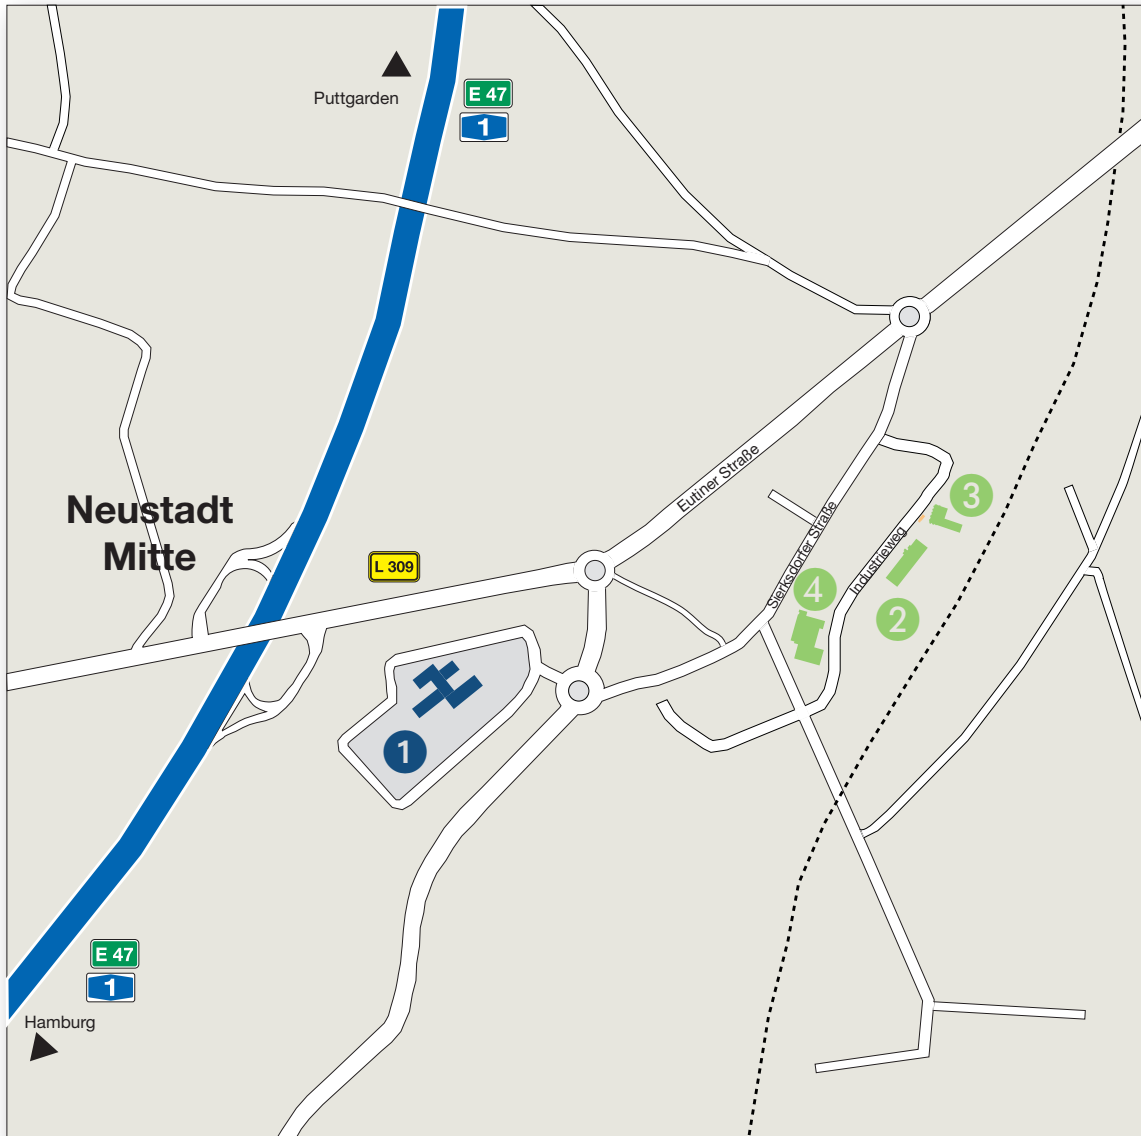 Puttgarden
E 47
1
Eutiner Straße
Neustadt
Mitte
3
Sierksdorfer Straße
Industrieweg
L 309
4
2
1
E 47
1
Hamburg